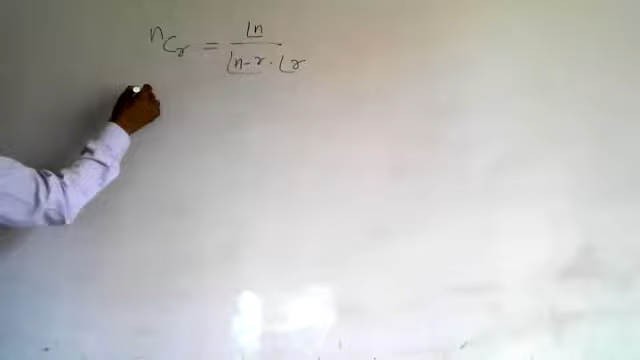 nCr = ⌊n / ⌊n-r · ⌊r